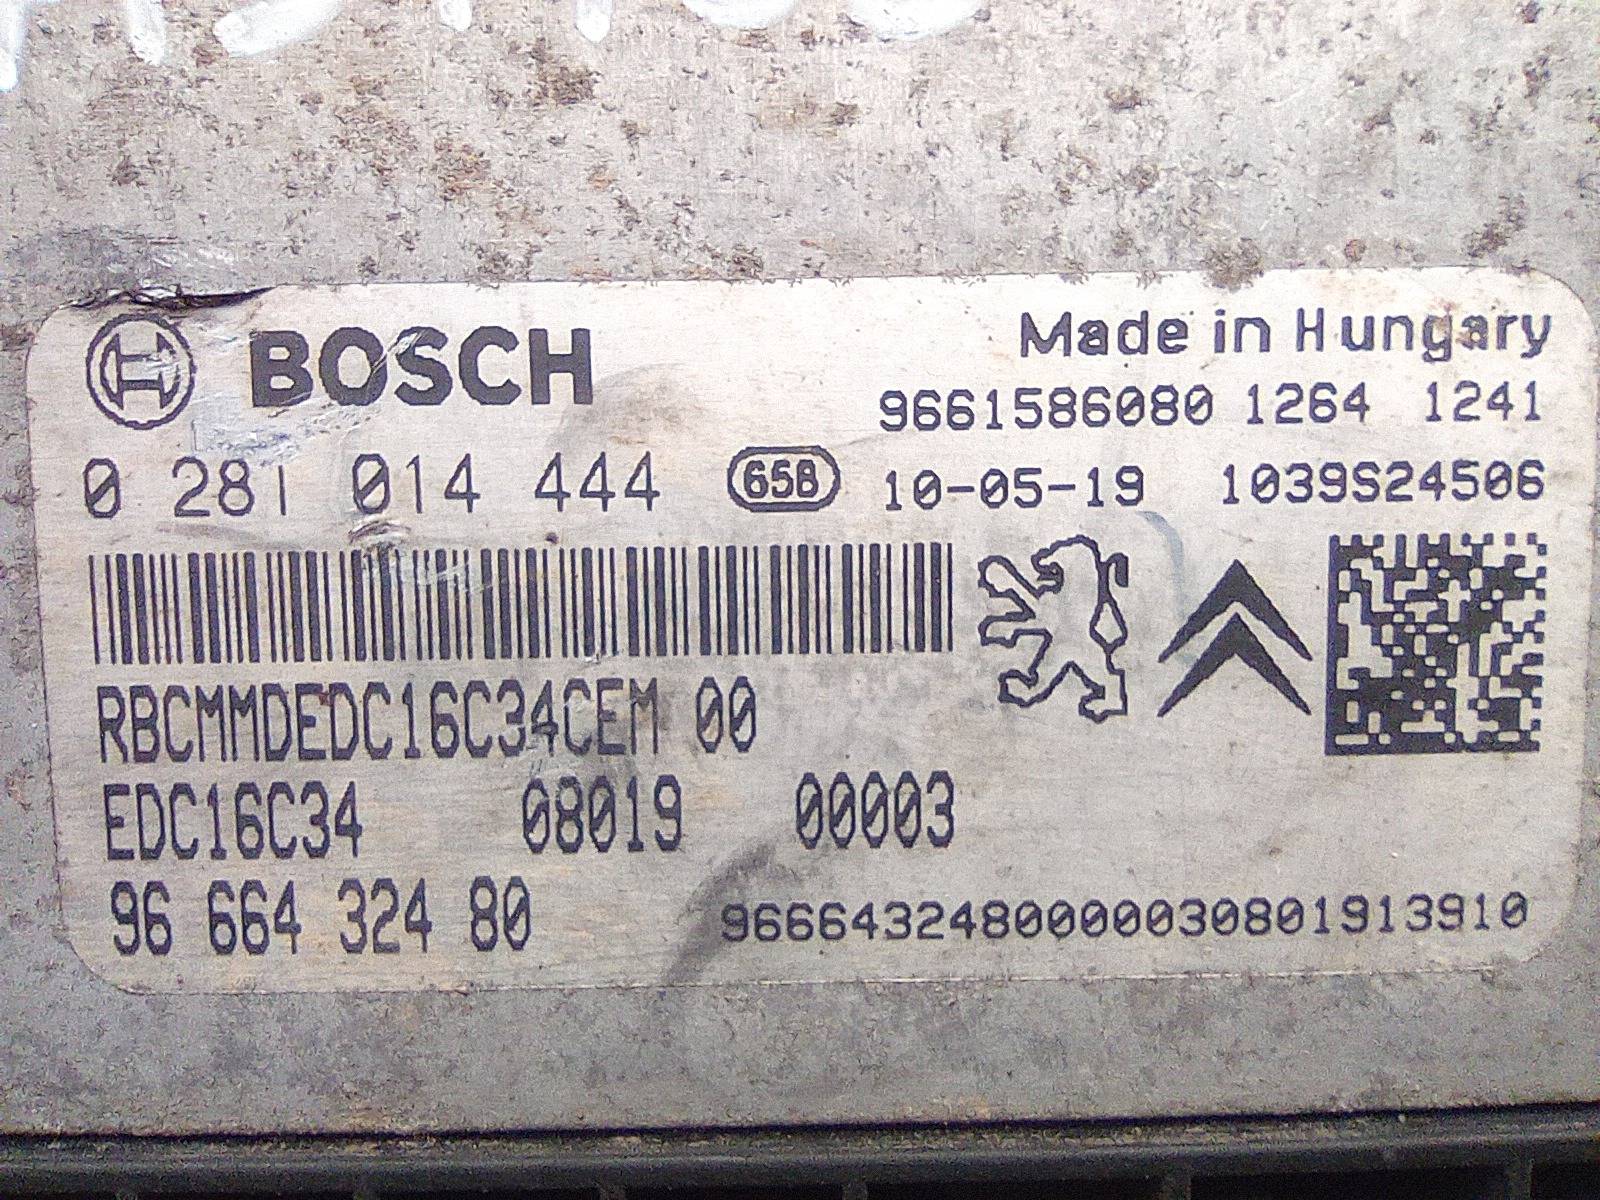 BOSCH
Made in Hungary
9661586080 1264 1241
0 281 014 444 658 10-05-19 1039S24506
RBCMMDEDC16C34CEM 00
EDC16C34 08019 00003
96 664 324 80
9666432480000030801913910